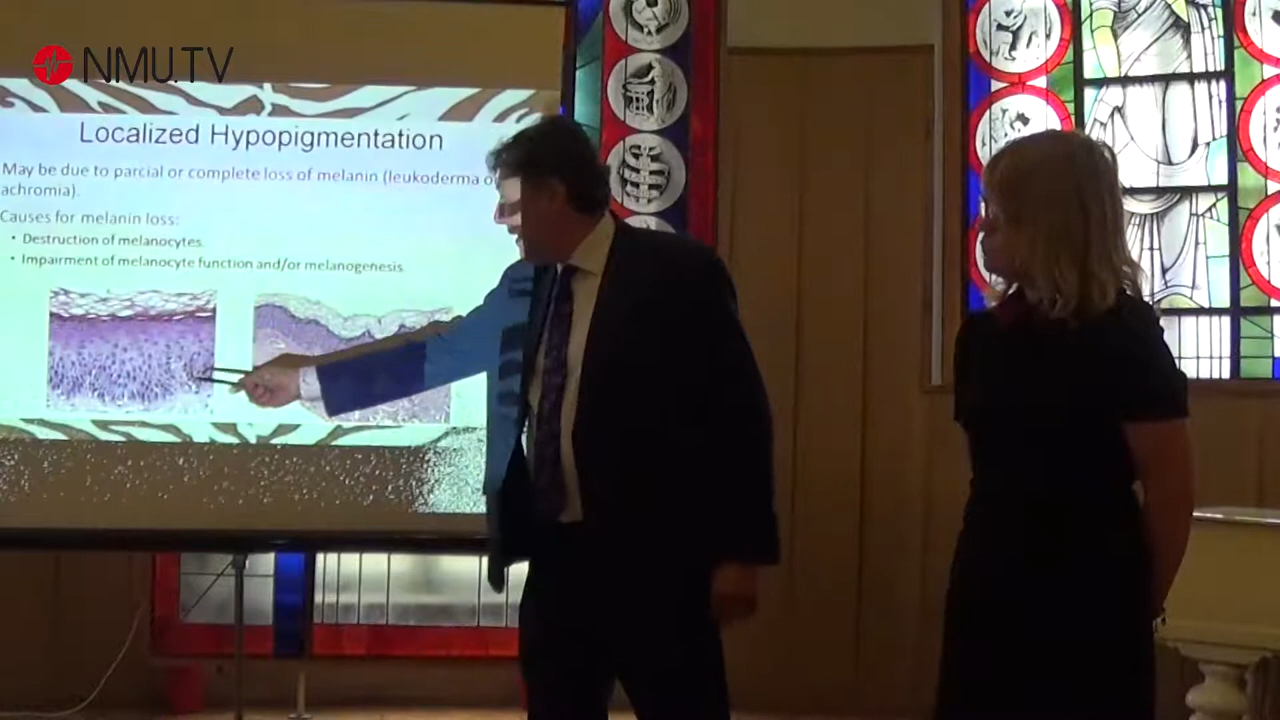 NMU.TV
Localized Hypopigmentation
May be due to parcial or complete loss of melanin (leukoderma o
achromia).
Causes for melanin loss:
• Destruction of melanocytes
• Impairment of melanocyte function and/or melanogenesis